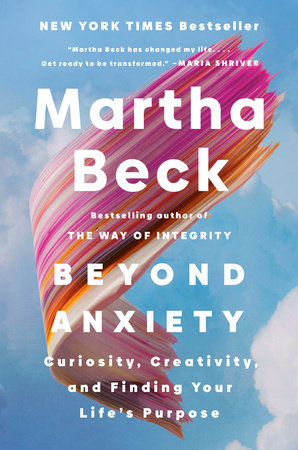 NEW YORK TIMES Bestseller
"Martha Beck has changed my life. . . .
Get ready to be transformed." –MARIA SHRIVER
Martha
Beck
Bestselling author of
THE WAY OF INTEGRITY
BEYOND
ANXIETY
Curiosity, Creativity,
and Finding Your
Life's Purpose